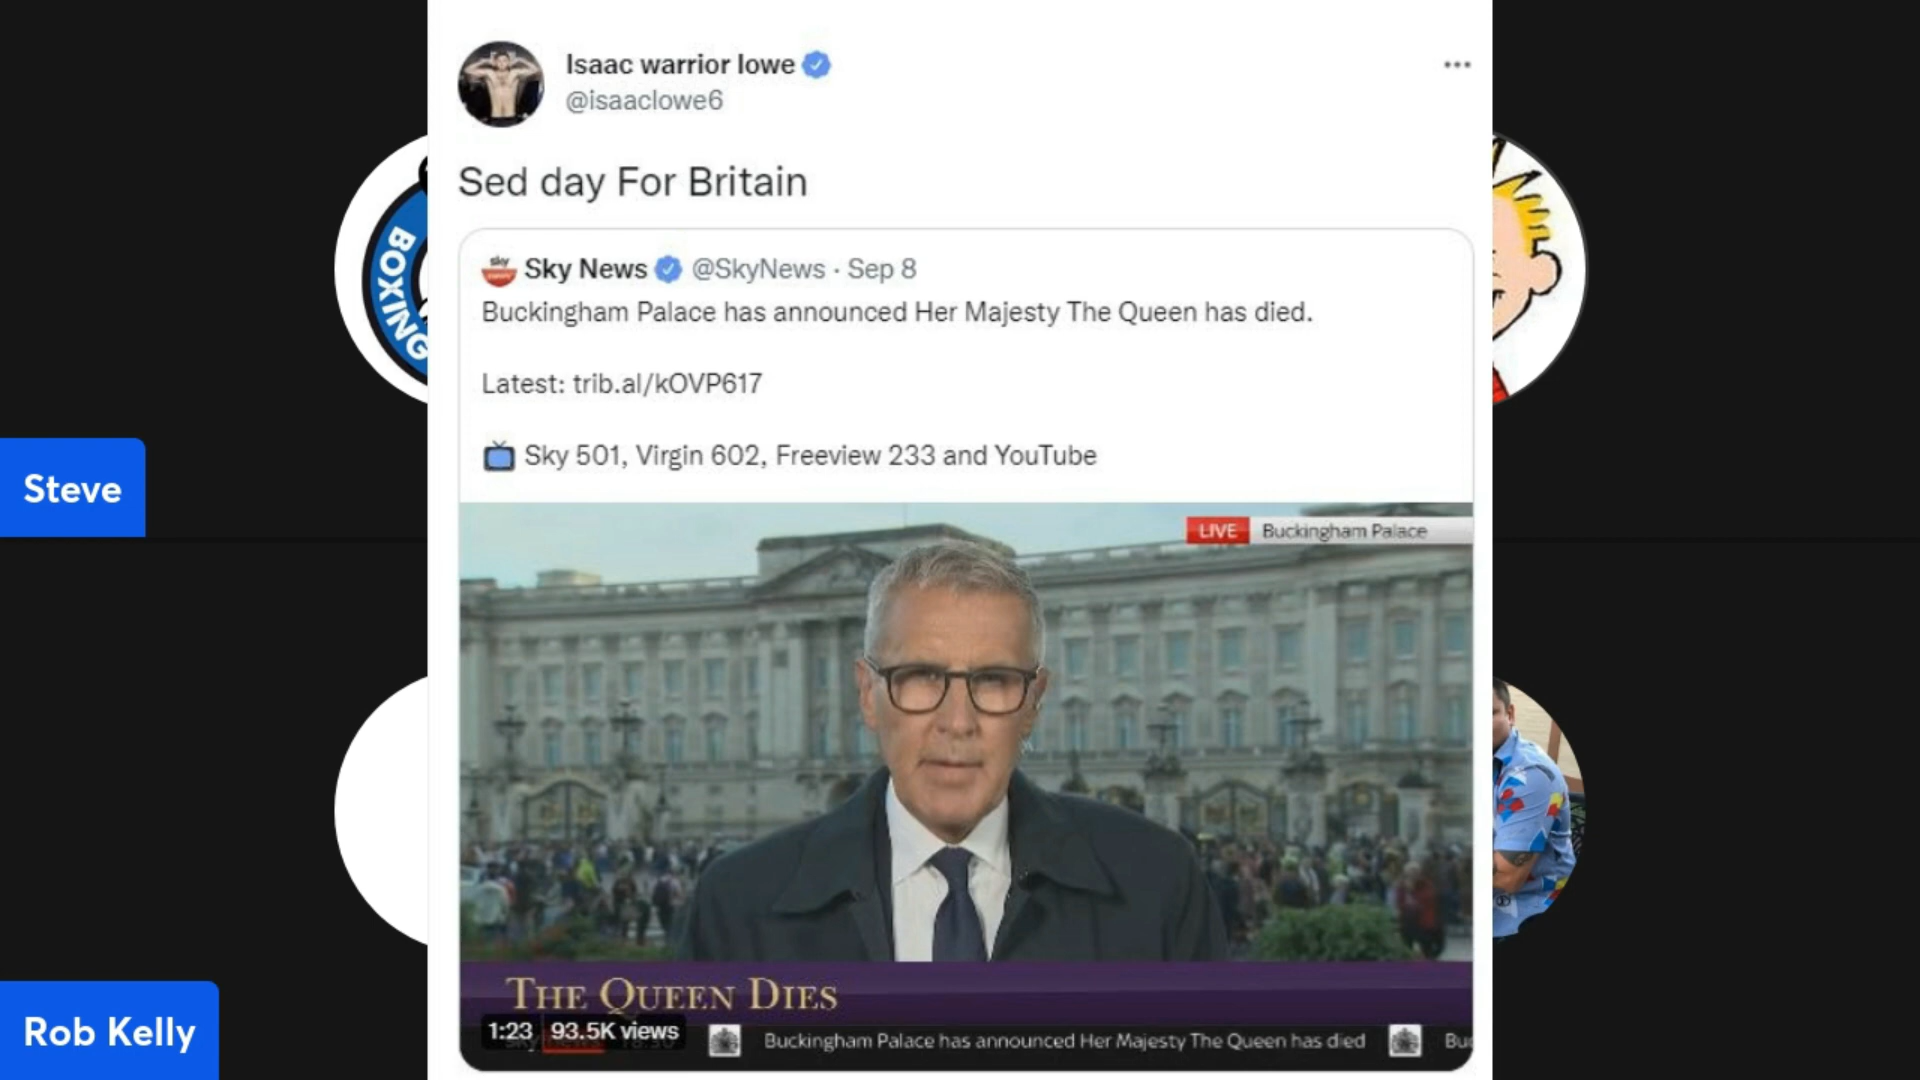 Isaac warrior lowe
@isaaclowe6
Sed day For Britain
sky
Sky News @SkyNews · Sep 8
Buckingham Palace has announced Her Majesty The Queen has died.
Latest: trib.al/kOVP617
Sky 501, Virgin 602, Freeview 233 and YouTube
LIVE Buckingham Palace
THE QUEEN DIES
1:23 93.5K views
Buckingham Palace has announced Her Majesty The Queen has died
BOXING
Steve
Rob Kelly